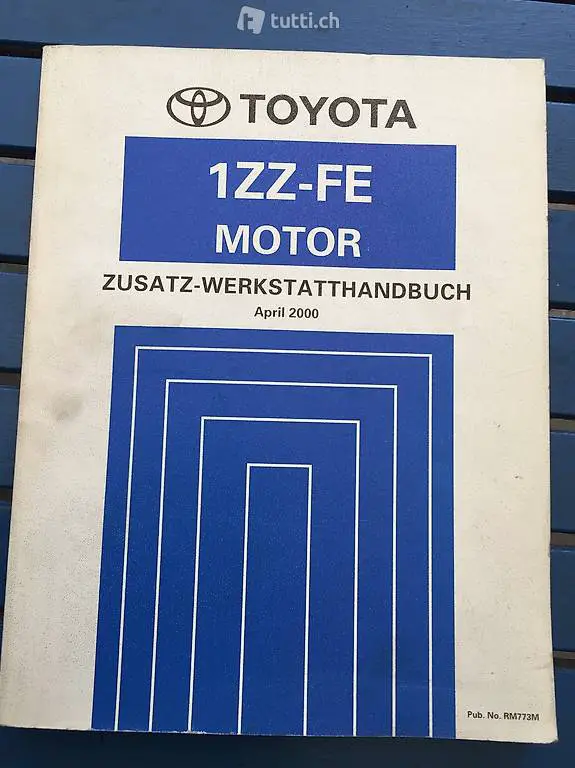 tutti.ch
TOYOTA
1ZZ-FE
MOTOR
ZUSATZ-WERKSTATTHANDBUCH
April 2000
Pub. No. RM773M